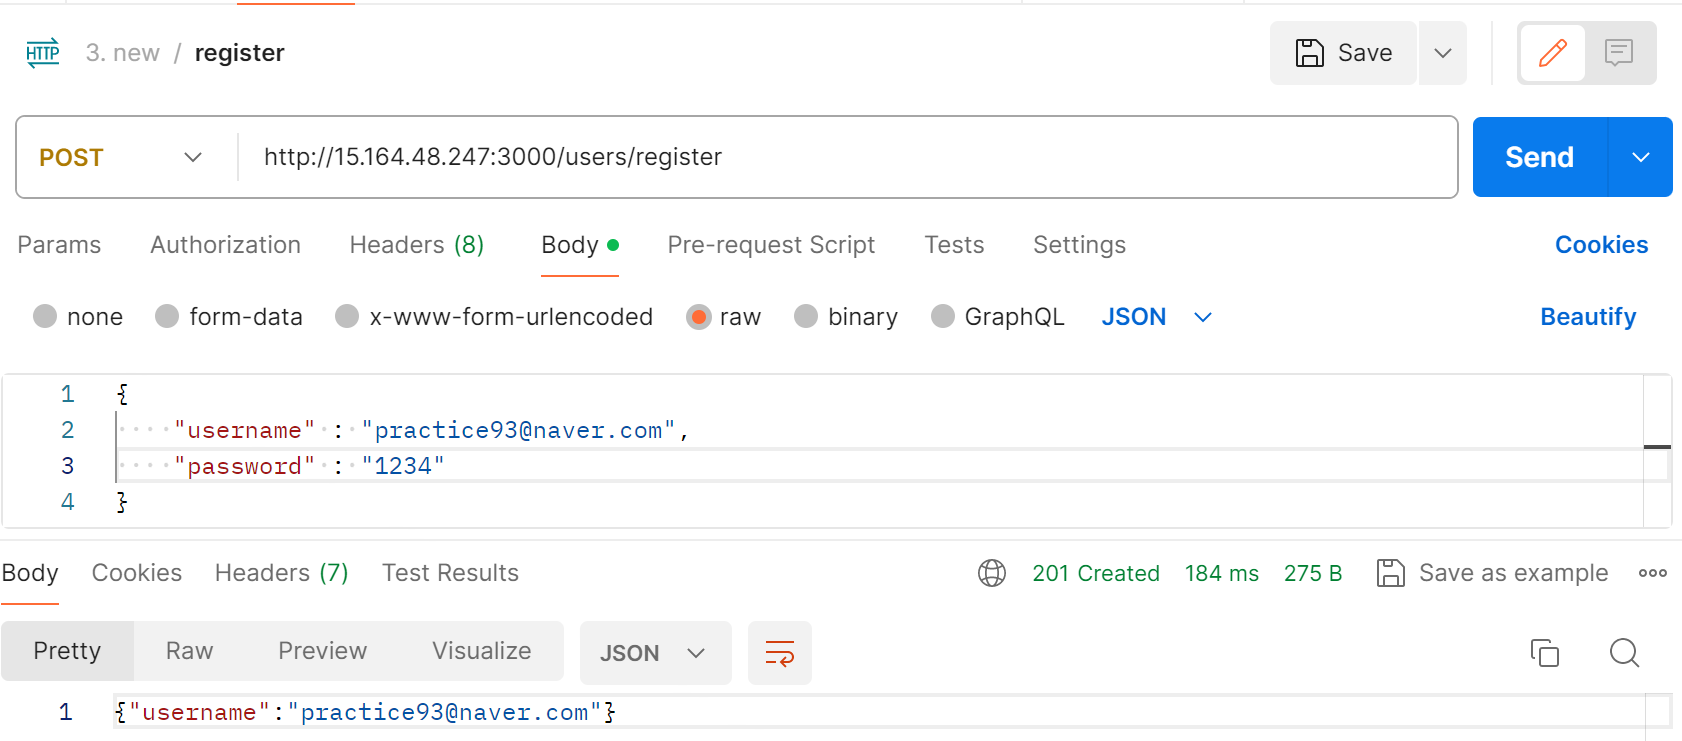 HTTP 3. new / register Save
POST http://15.164.48.247:3000/users/register Send
Params Authorization Headers (8) Body Pre-request Script Tests Settings Cookies
none form-data x-www-form-urlencoded raw binary GraphQL JSON Beautify
1 {
2 "username" : "practice93@naver.com",
3 "password" : "1234"
4 }
Body Cookies Headers (7) Test Results 201 Created 184 ms 275 B Save as example
Pretty Raw Preview Visualize JSON
1 {"username":"practice93@naver.com"}